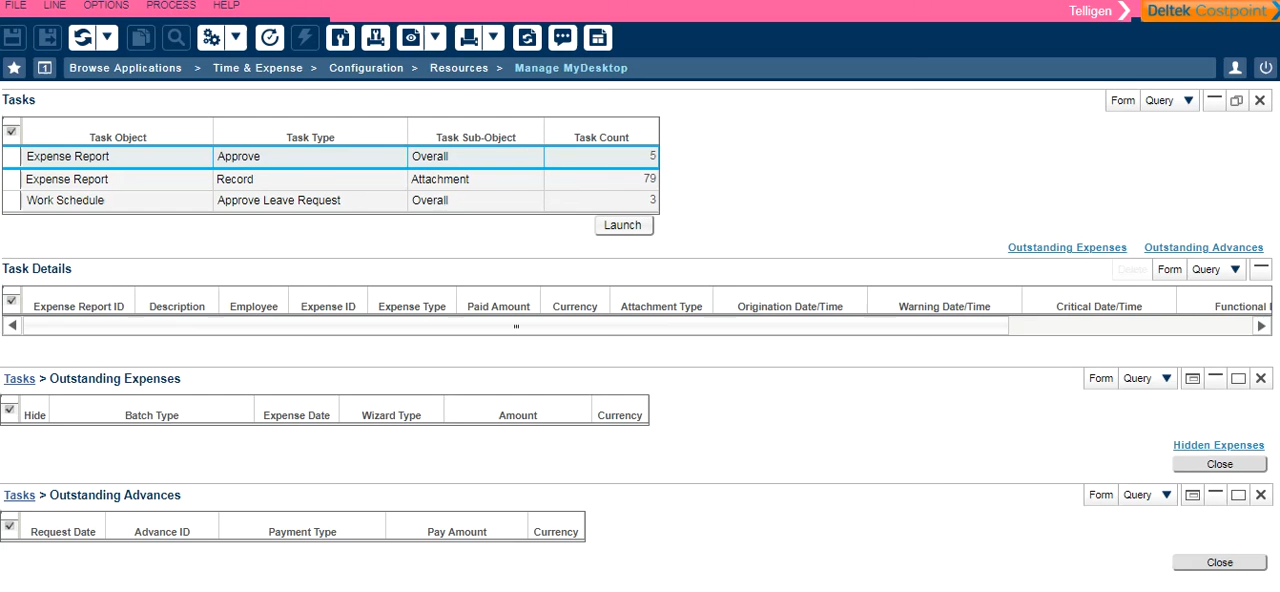 FILE LINE OPTIONS PROCESS HELP
Telligen Deltek Costpoint
1 Browse Applications > Time & Expense > Configuration > Resources > Manage MyDesktop
Tasks Form Query
Task Object Task Type Task Sub-Object Task Count
Expense Report Approve Overall 5
Expense Report Record Attachment 79
Work Schedule Approve Leave Request Overall 3
Launch
Outstanding Expenses Outstanding Advances
Task Details Delete Form Query
Expense Report ID Description Employee Expense ID Expense Type Paid Amount Currency Attachment Type Origination Date/Time Warning Date/Time Critical Date/Time Functional
Tasks > Outstanding Expenses Form Query
Hide Batch Type Expense Date Wizard Type Amount Currency
Hidden Expenses
Close
Tasks > Outstanding Advances Form Query
Request Date Advance ID Payment Type Pay Amount Currency
Close